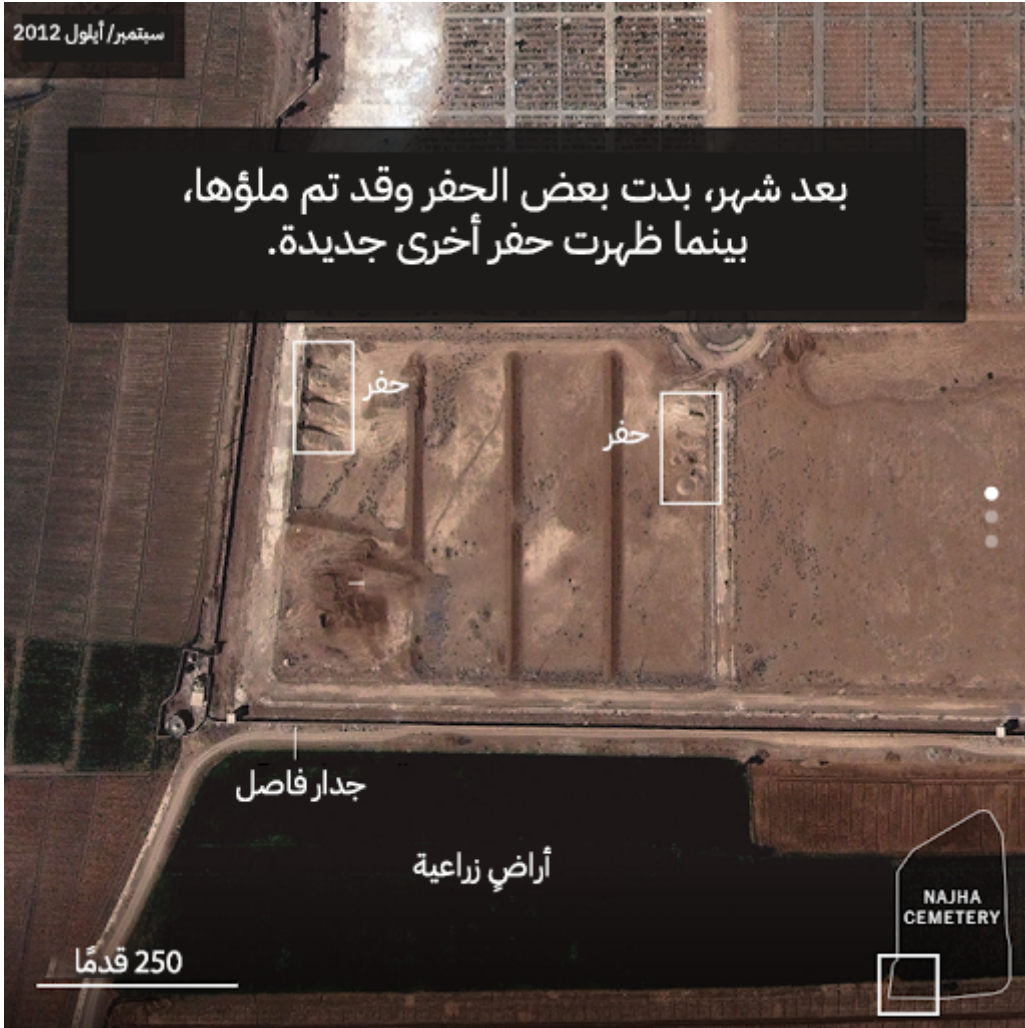 سبتمبر/ أيلول 2012
بعد شهر، بدت بعض الحفر وقد تم ملؤها،
بينما ظهرت حفر أخرى جديدة.
حفر
حفر
جدار فاصل
أراضٍ زراعية
NAJHA
CEMETERY
250 قدمًا